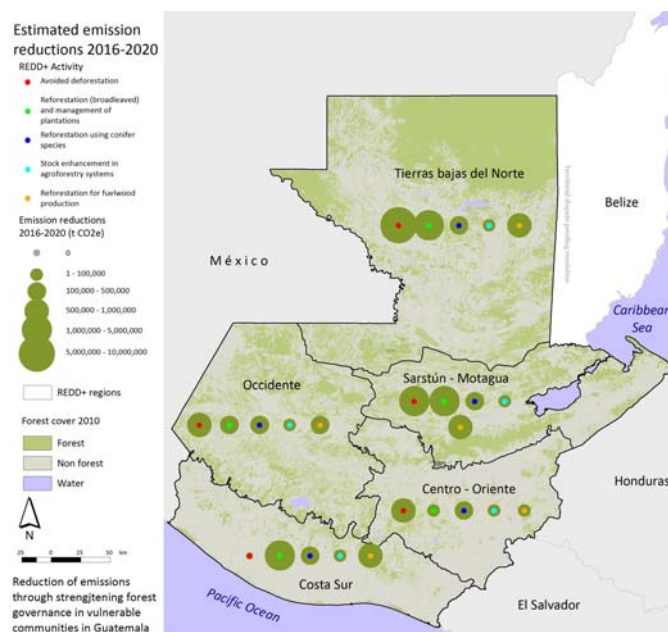 Estimated emission
reductions 2016-2020
REDD+ Activity
Avoided deforestation
Reforestation (broadleaved)
and management of
plantations
Reforestation using conifer
species
Stock enhancement in
agroforestry systems
Reforestation for fuelwood
production
Emission reductions
2016-2020 (t CO2e)
0
1 - 100,000
100,000 - 500,000
500,000 - 1,000,000
1,000,000 - 5,000,000
5,000,000 - 10,000,000
REDD+ regions
Forest cover 2010
Forest
Non forest
Water
N
25 0 25 50 km
Reduction of emissions
through strengjtening forest
governance in vulnerable
communities in Guatemala
Tierras bajas del Norte
Territorial dispute pending resolution
Belize
México
Caribbean
Sea
Occidente
Sarstún - Motagua
Honduras
Centro - Oriente
Costa Sur
El Salvador
Pacific Ocean